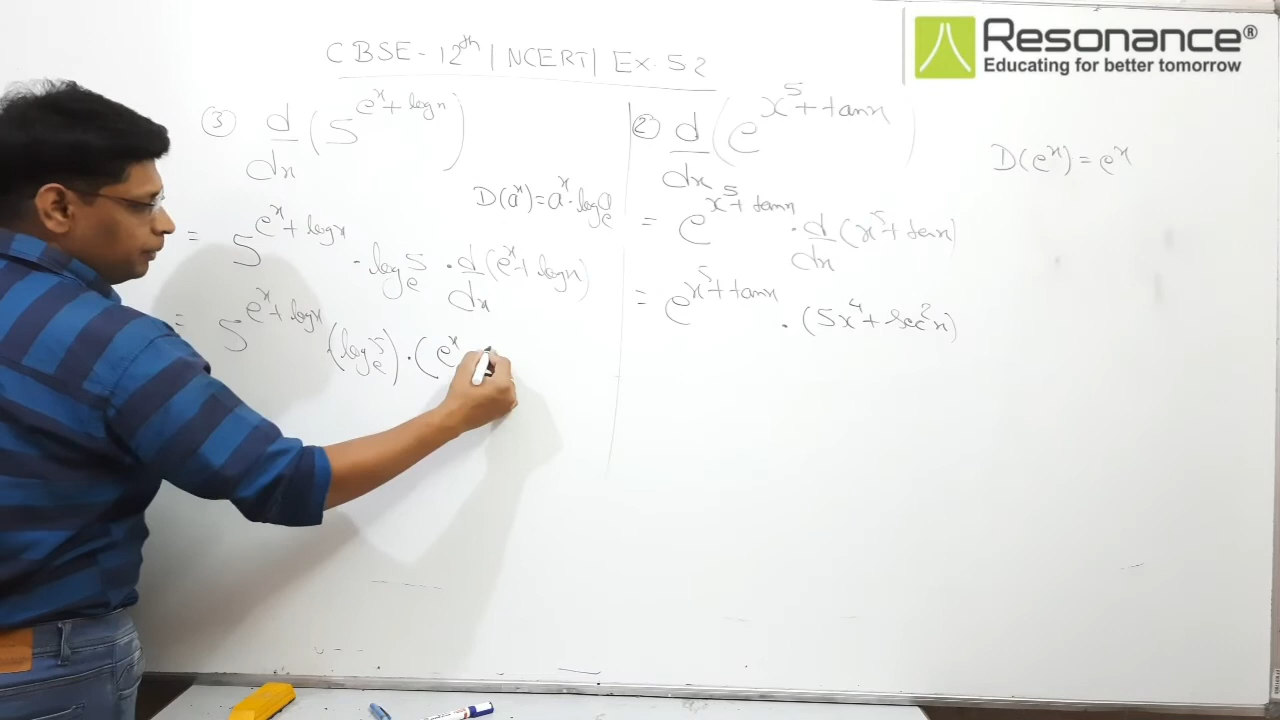 CBSE - 12th | NCERT | Ex. 5.2
Resonance®
Educating for better tomorrow
③ d/dx (5^(e^x + log x))
D(a^x) = a^x · log_e a
= 5^(e^x + log x) · log_e 5 · d/dx (e^x + log x)
= 5^(e^x + log x) (log_e 5) · (e^x
② d/dx (e^(x^5 + tan x))
= e^(x^5 + tan x) · d/dx (x^5 + tan x)
= e^(x^5 + tan x) · (5x^4 + sec^2 x)
D(e^x) = e^x